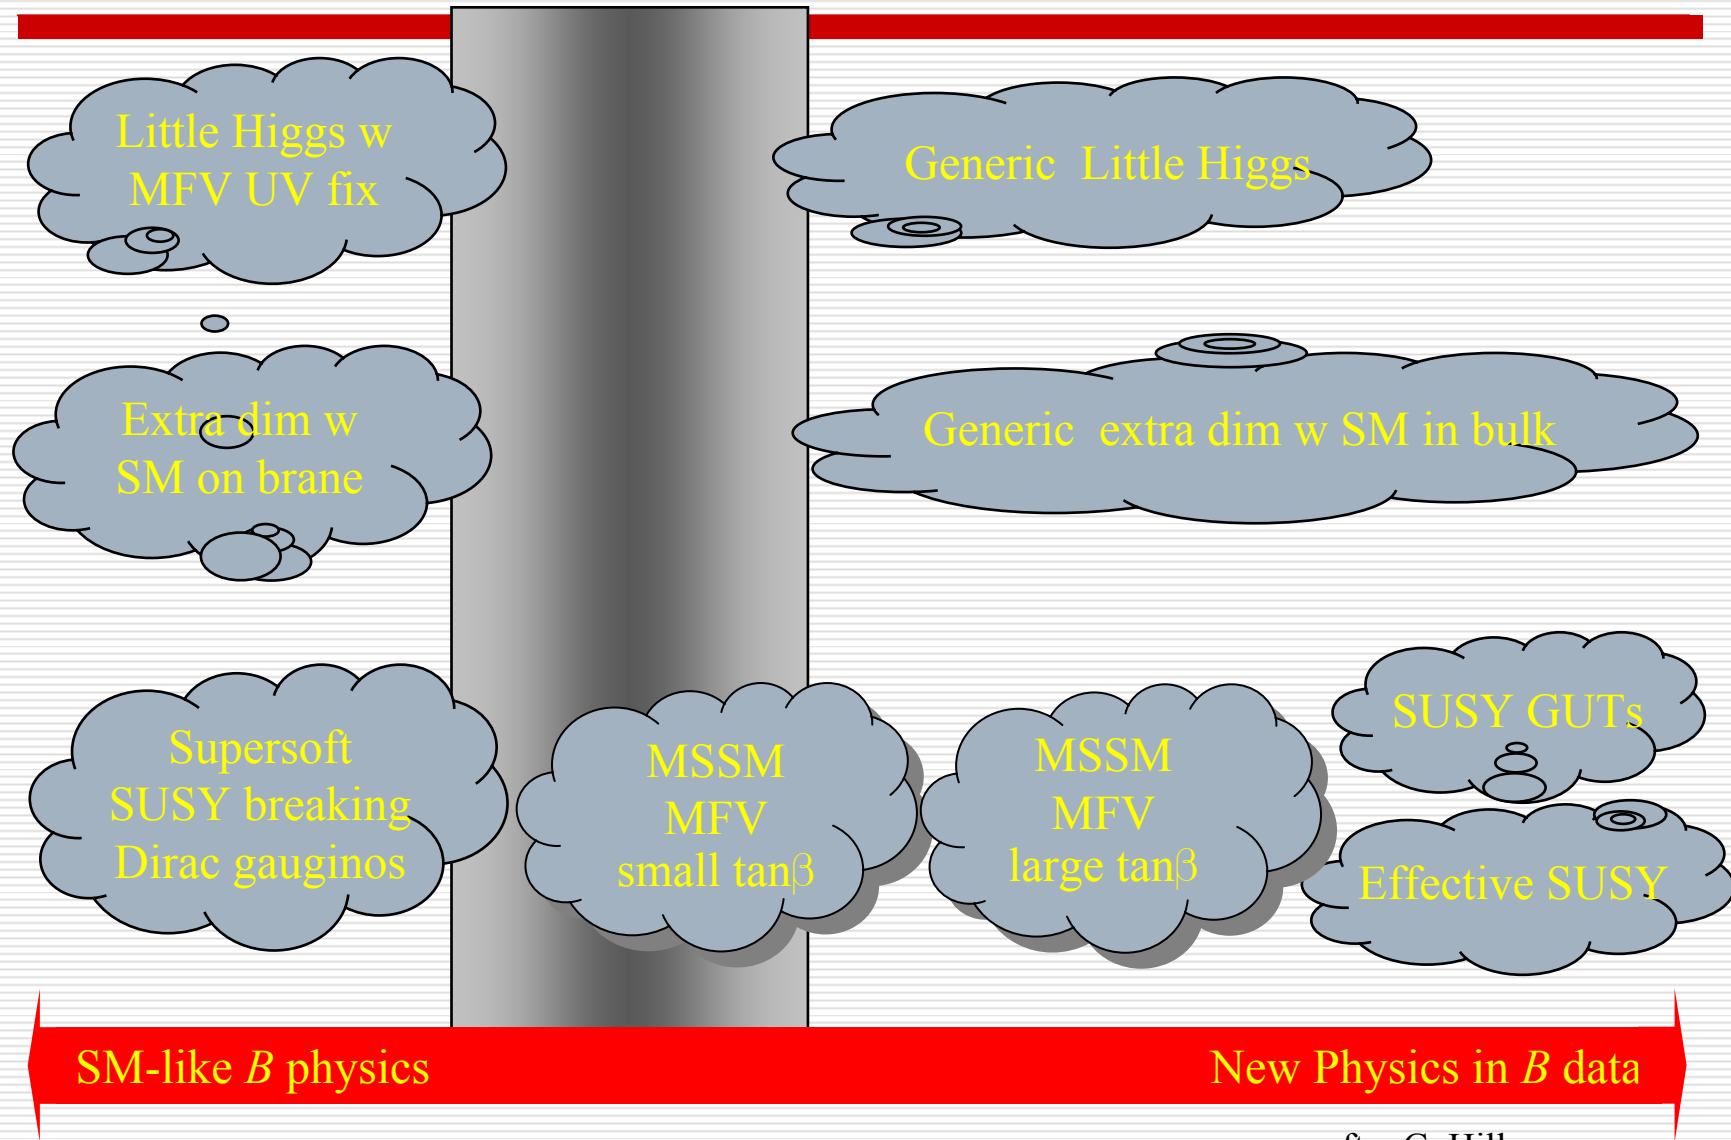 Little Higgs w
MFV UV fix
Generic Little Higgs
Extra dim w
SM on brane
Generic extra dim w SM in bulk
Supersoft
SUSY breaking
Dirac gauginos
MSSM
MFV
small tanβ
MSSM
MFV
large tanβ
SUSY GUTs
Effective SUSY
SM-like B physics
New Physics in B data
G. Hill